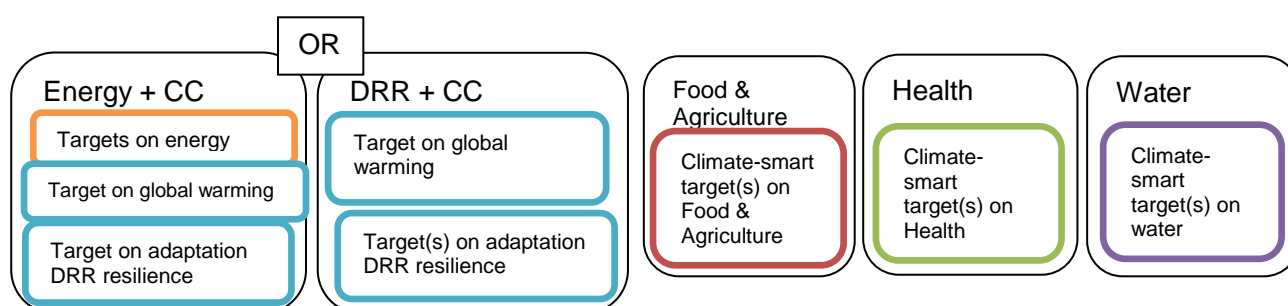 OR
Energy + CC
Targets on energy
Target on global warming
Target on adaptation
DRR resilience
DRR + CC
Target on global
warming
Target(s) on adaptation
DRR resilience
Food &
Agriculture
Climate-smart
target(s) on
Food &
Agriculture
Health
Climate-
smart
target(s) on
Health
Water
Climate-
smart
target(s) on
water